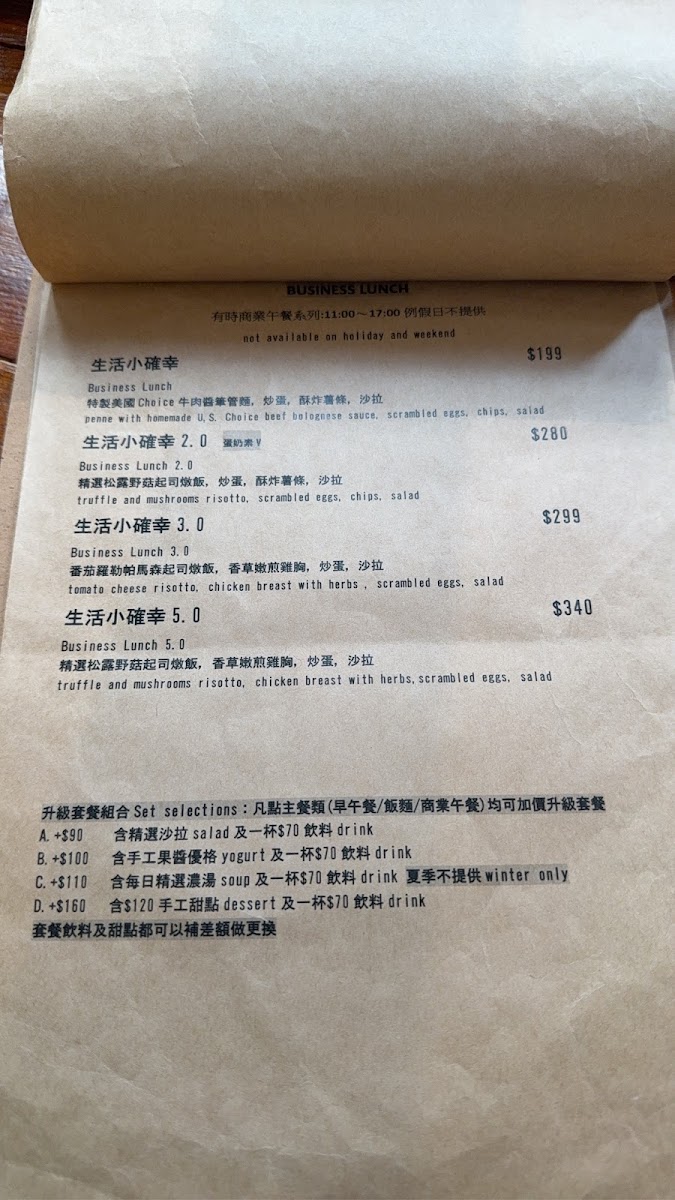 BUSINESS LUNCH
有時商業午餐系列:11:00~17:00 例假日不提供
not available on holiday and weekend
生活小確幸 $199
Business Lunch
特製美國 Choice 牛肉醬筆管麵, 炒蛋, 酥炸薯條, 沙拉
penne with homemade U.S. Choice beef bolognese sauce, scrambled eggs, chips, salad
生活小確幸 2.0 蛋奶素 V $280
Business Lunch 2.0
精選松露野菇起司燉飯, 炒蛋, 酥炸薯條, 沙拉
truffle and mushrooms risotto, scrambled eggs, chips, salad
生活小確幸 3.0 $299
Business Lunch 3.0
番茄羅勒帕馬森起司燉飯, 香草嫩煎雞胸, 炒蛋, 沙拉
tomato cheese risotto, chicken breast with herbs , scrambled eggs, salad
生活小確幸 5.0 $340
Business Lunch 5.0
精選松露野菇起司燉飯, 香草嫩煎雞胸, 炒蛋, 沙拉
truffle and mushrooms risotto, chicken breast with herbs,scrambled eggs, salad
升級套餐組合 Set selections：凡點主餐類(早午餐/飯麵/商業午餐)均可加價升級套餐
A. +$90 含精選沙拉 salad 及一杯$70 飲料 drink
B. +$100 含手工果醬優格 yogurt 及一杯$70 飲料 drink
C. +$110 含每日精選濃湯 soup 及一杯$70 飲料 drink 夏季不提供 winter only
D. +$160 含$120 手工甜點 dessert 及一杯$70 飲料 drink
套餐飲料及甜點都可以補差額做更換